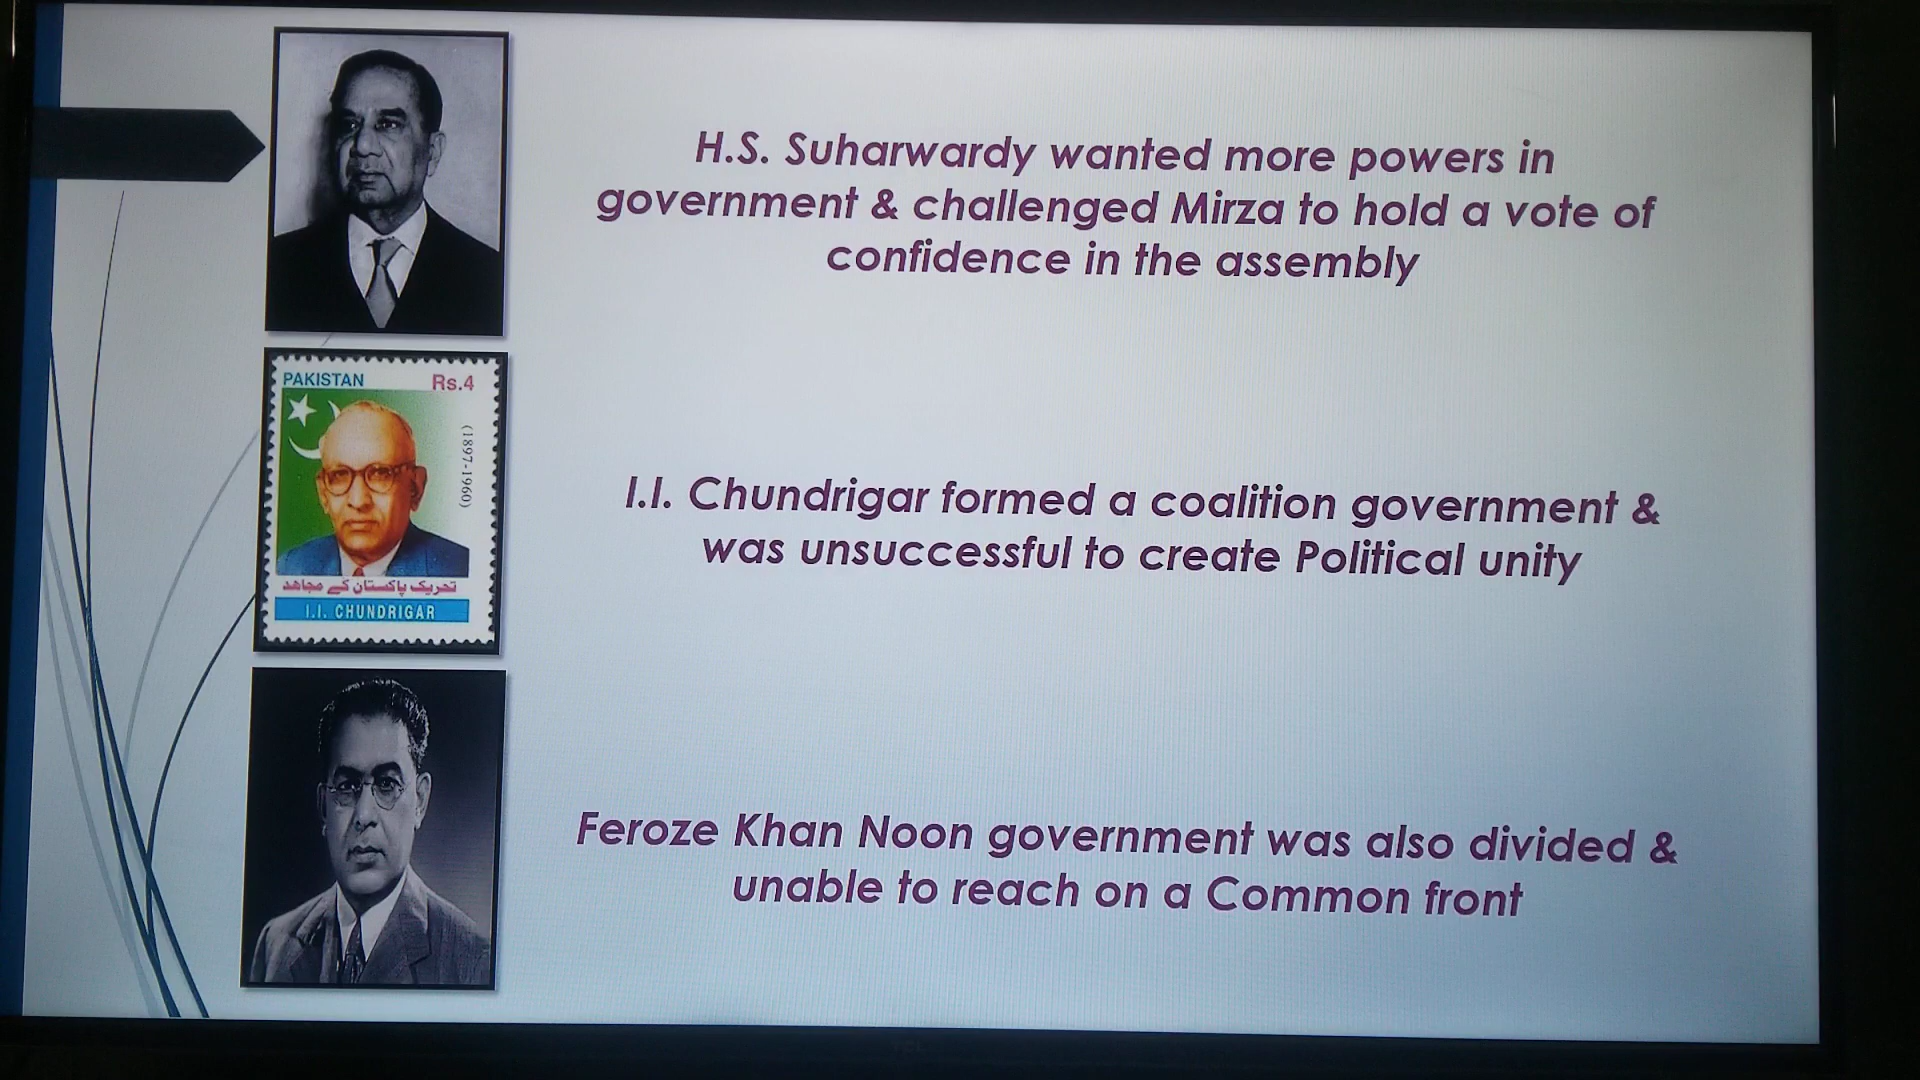 H.S. Suharwardy wanted more powers in
government & challenged Mirza to hold a vote of
confidence in the assembly
PAKISTAN Rs.4
(1897-1960)
تحریک پاکستان کے مجاهد
I.I. CHUNDRIGAR
I.I. Chundrigar formed a coalition government &
was unsuccessful to create Political unity
Feroze Khan Noon government was also divided &
unable to reach on a Common front